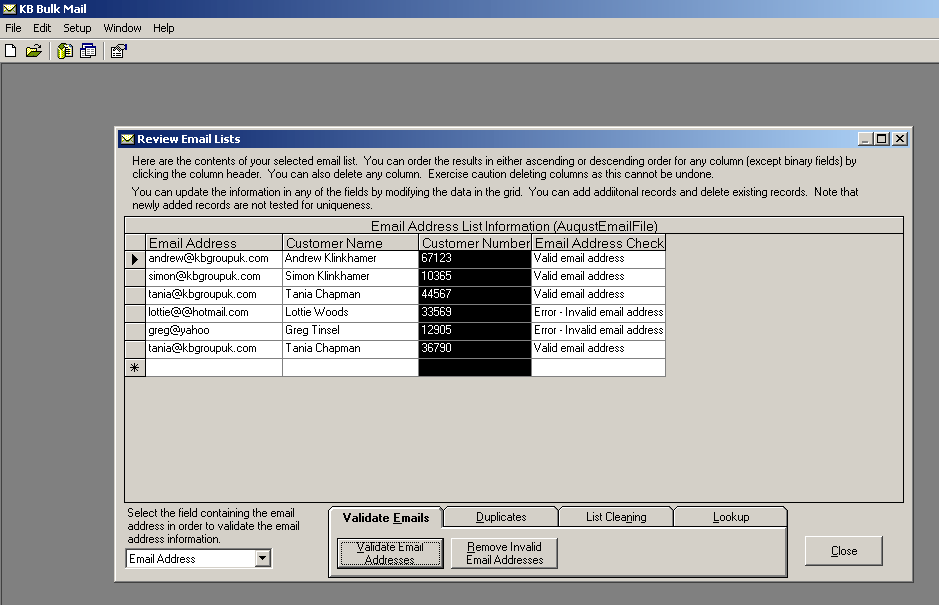 KB Bulk Mail
File Edit Setup Window Help
Review Email Lists
Here are the contents of your selected email list. You can order the results in either ascending or descending order for any column (except binary fields) by
clicking the column header. You can also delete any column. Exercise caution deleting columns as this cannot be undone.
You can update the information in any of the fields by modifying the data in the grid. You can add addiitonal records and delete existing records. Note that
newly added records are not tested for uniqueness.
Email Address List Information (AugustEmailFile)
Email Address Customer Name Customer Number Email Address Check
andrew@kbgroupuk.com Andrew Klinkhamer 67123 Valid email address
simon@kbgroupuk.com Simon Klinkhamer 10365 Valid email address
tania@kbgroupuk.com Tania Chapman 44567 Valid email address
lottie@@hotmail.com Lottie Woods 33569 Error - Invalid email address
greg@yahoo Greg Tinsel 12905 Error - Invalid email address
tania@kbgroupuk.com Tania Chapman 36790 Valid email address
Select the field containing the email
address in order to validate the email
address information.
Email Address
Validate Emails Duplicates List Cleaning Lookup
Validate Email
Addresses
Remove Invalid
Email Addresses
Close